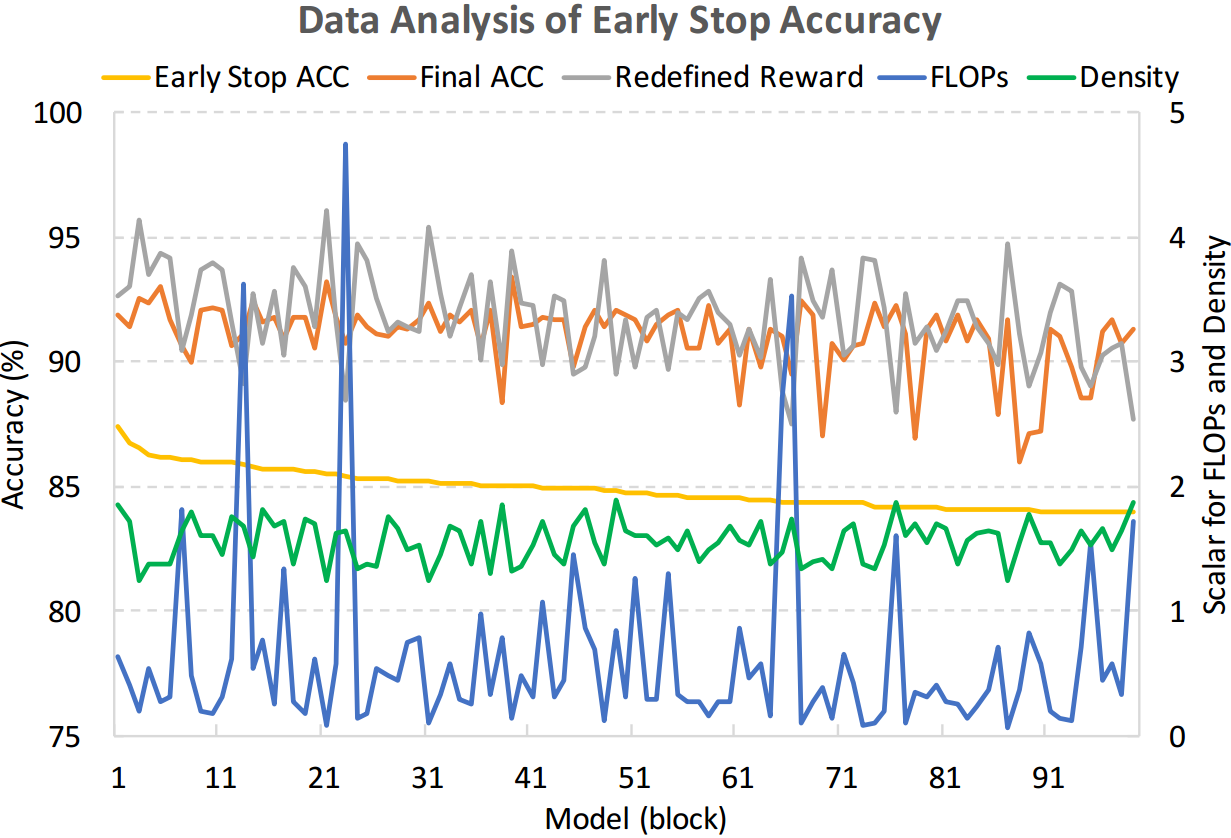 Data Analysis of Early Stop Accuracy
Early Stop ACC Final ACC Redefined Reward FLOPs Density
100
95
90
85
80
75
Accuracy (%)
5
4
3
2
1
0
Scalar for FLOPs and Density
1 11 21 31 41 51 61 71 81 91
Model (block)